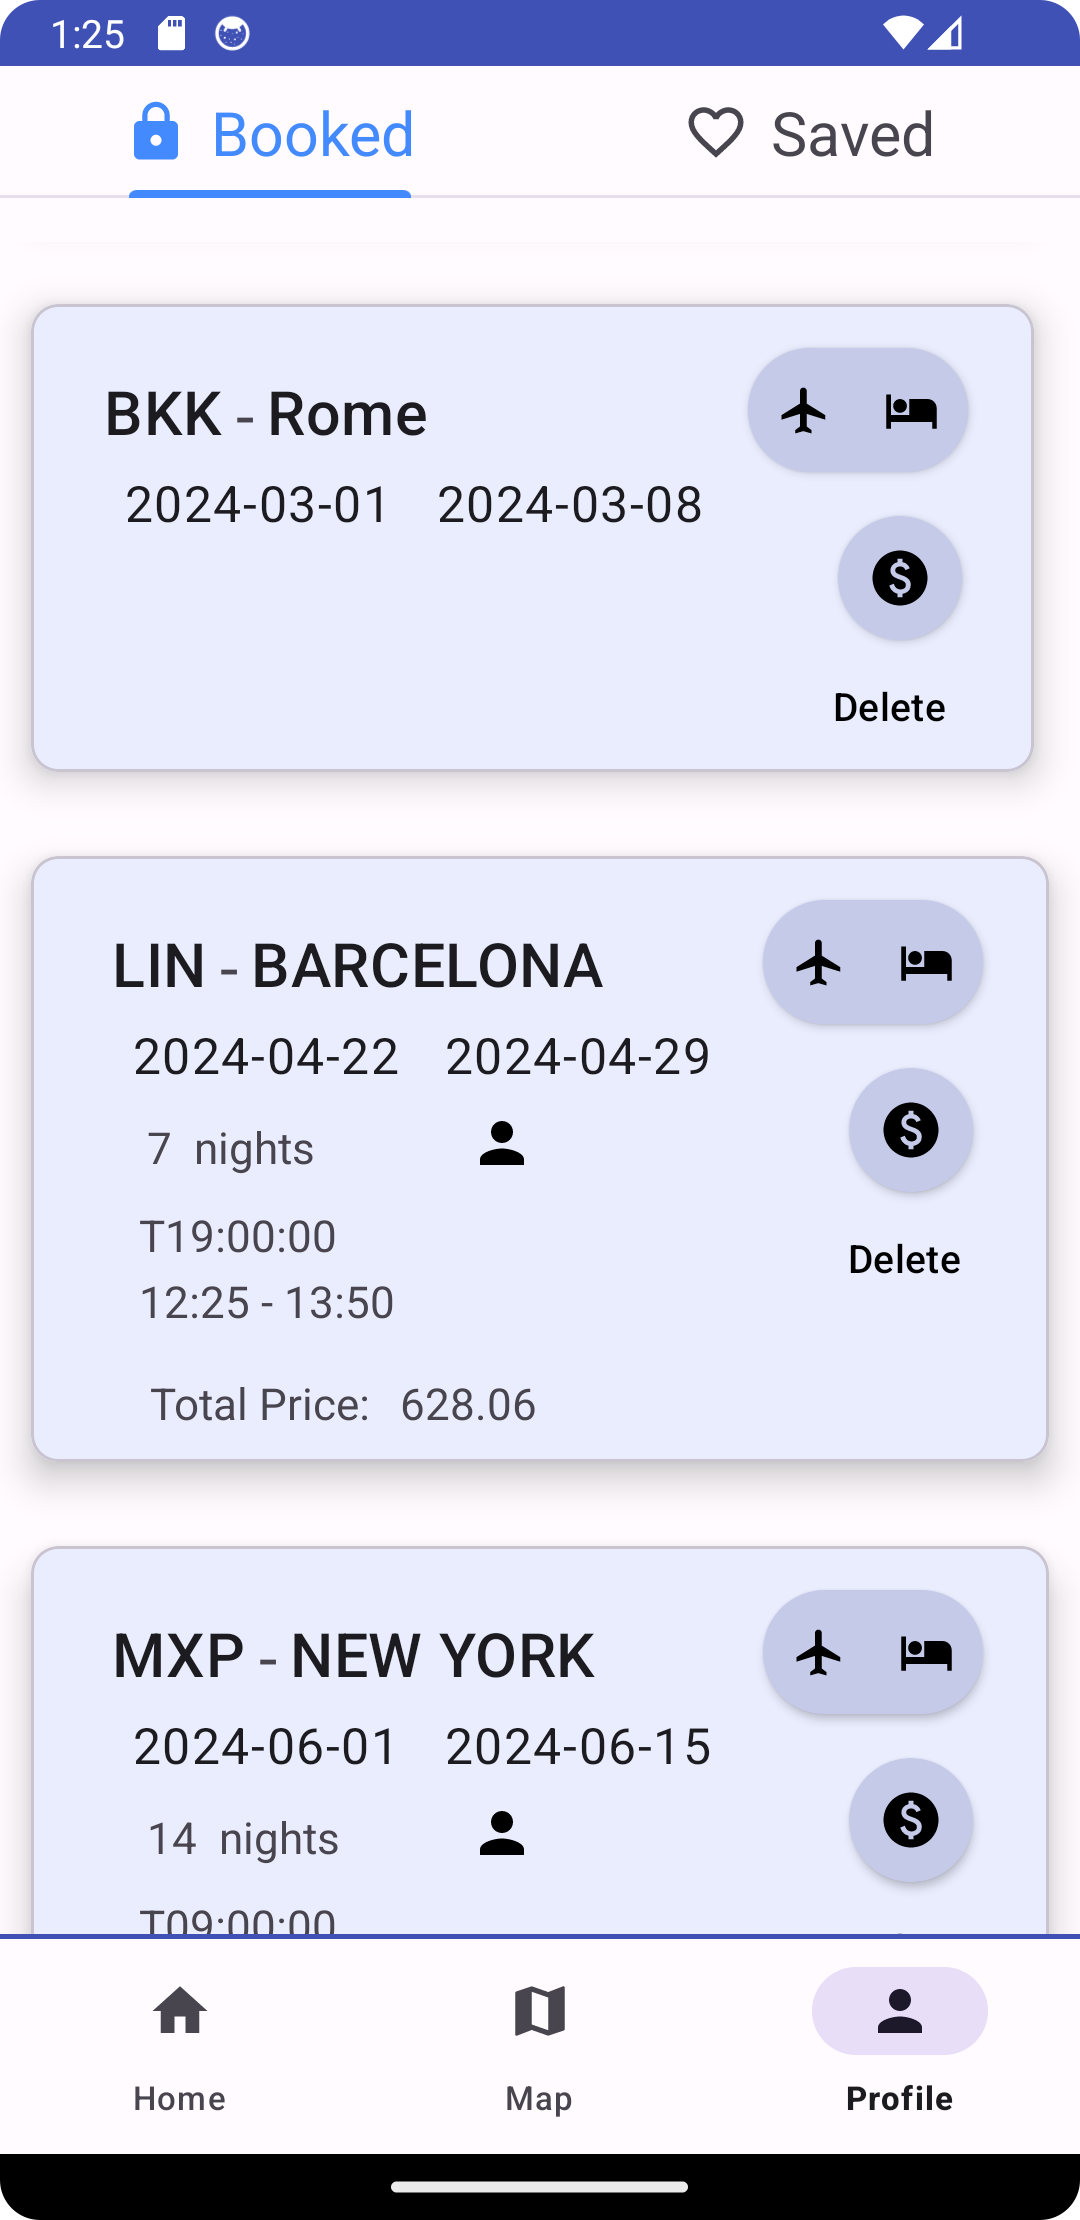 1:25
Booked
Saved
BKK - Rome
2024-03-01 2024-03-08
Delete
LIN - BARCELONA
2024-04-22 2024-04-29
7 nights
T19:00:00
Delete
12:25 - 13:50
Total Price: 628.06
MXP - NEW YORK
2024-06-01 2024-06-15
14 nights
T09:00:00
Home
Map
Profile